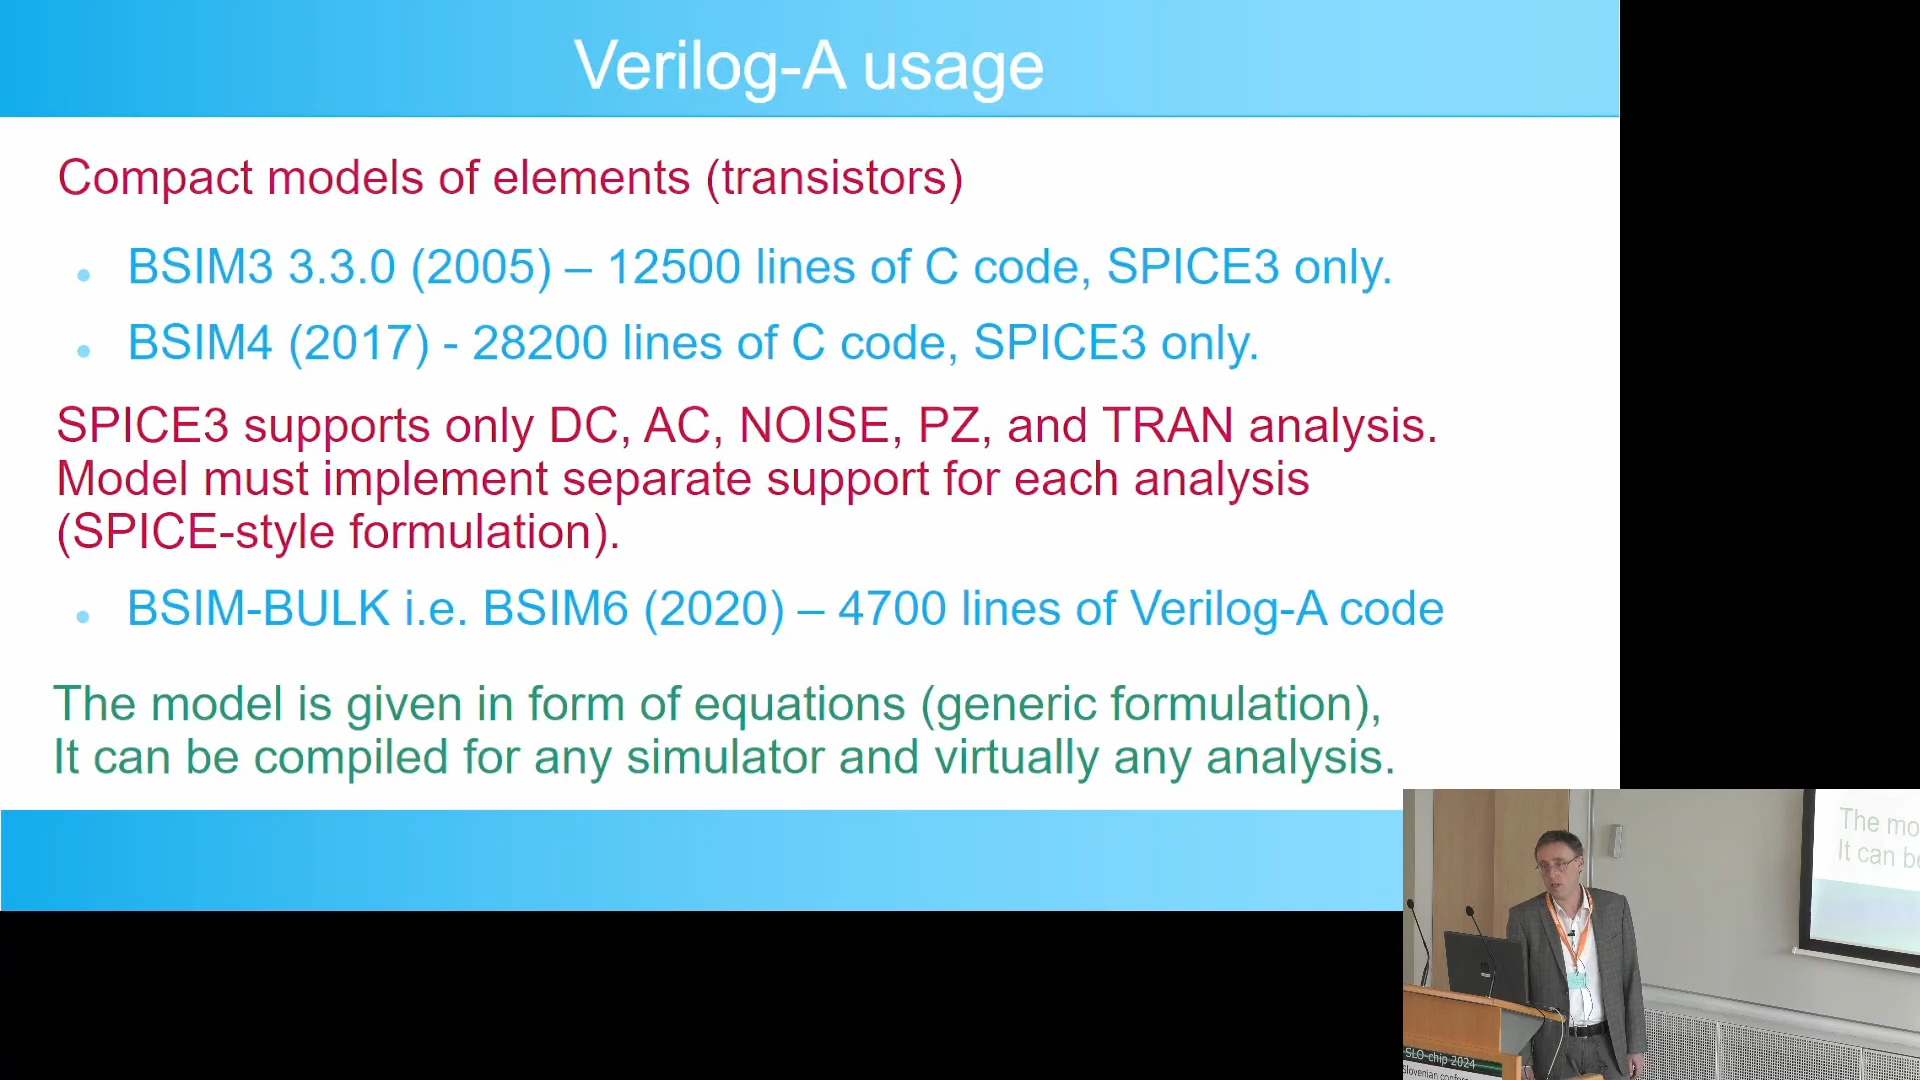 Verilog-A usage
Compact models of elements (transistors)
BSIM3 3.3.0 (2005) – 12500 lines of C code, SPICE3 only.
BSIM4 (2017) - 28200 lines of C code, SPICE3 only.
SPICE3 supports only DC, AC, NOISE, PZ, and TRAN analysis.
Model must implement separate support for each analysis
(SPICE-style formulation).
BSIM-BULK i.e. BSIM6 (2020) – 4700 lines of Verilog-A code
The model is given in form of equations (generic formulation),
It can be compiled for any simulator and virtually any analysis.
The mo
It can be
SLO-chip 2024
Slovenian confer